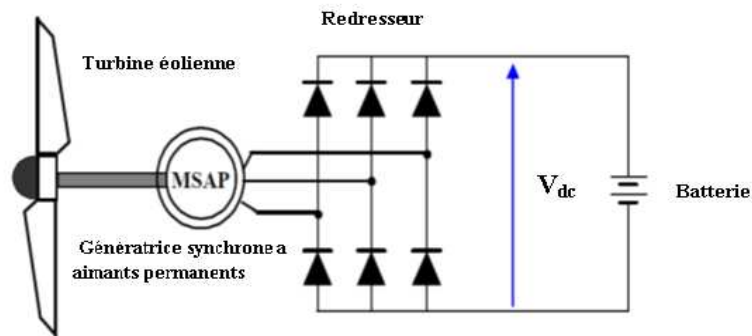 Redresseur
Turbine éolienne
MSAP
Vdc
Batterie
Génératrice synchrone a
aimants permanents